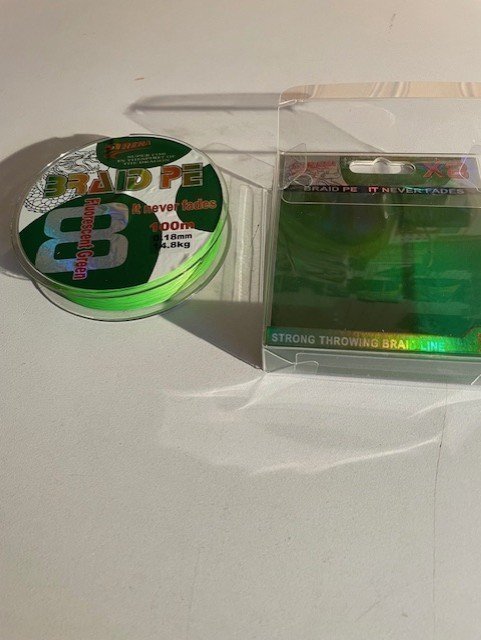 BRAID PE
8
Fluorescent Green
It never fades
100m
0.18mm
14.8kg
X8
BRAID PE IT NEVER FADES
STRONG THROWING BRAID LINE